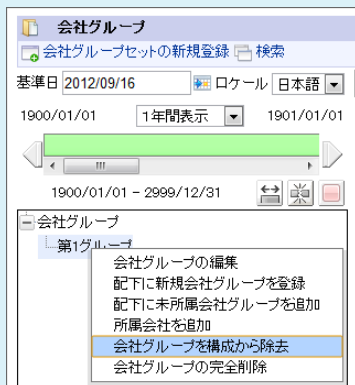 会社グループ
会社グループセットの新規登録 検索
基準日 2012/09/16 ロケール 日本語
1900/01/01 1年間表示 1901/01/01
1900/01/01 - 2999/12/31
会社グループ
第1グループ
会社グループの編集
配下に新規会社グループを登録
配下に未所属会社グループを追加
所属会社を追加
会社グループを構成から除去
会社グループの完全削除